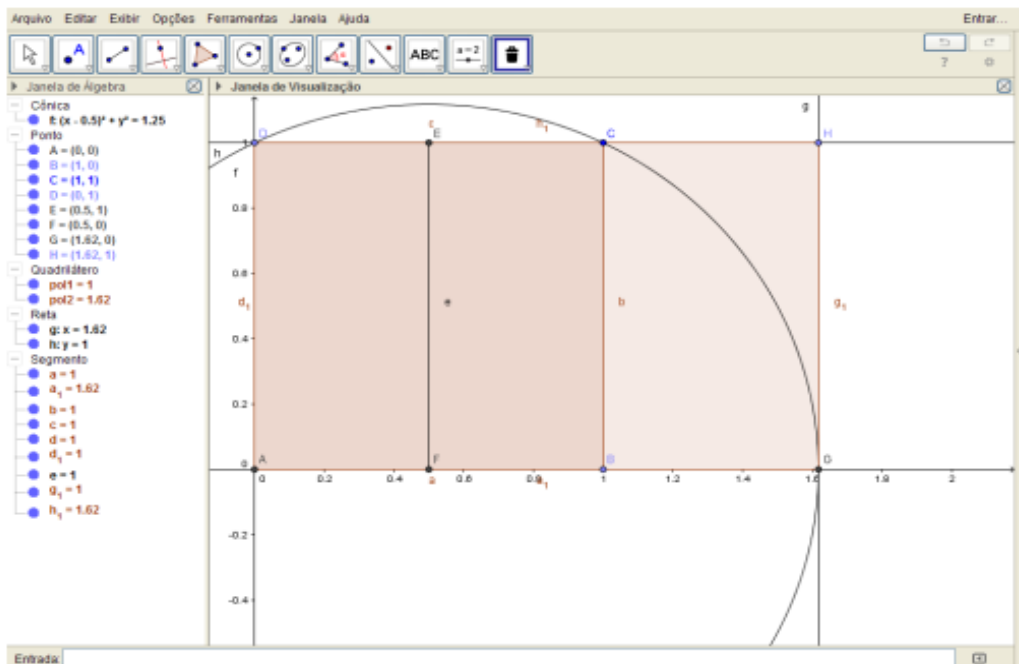 Arquivo Editar Exibir Opções Ferramentas Janela Ajuda Entrar...
A ABC a=2 ?
Janela de Álgebra
Janela de Visualização
Cônica
f: (x - 0.5)² + y² = 1.25
Ponto
A = (0, 0)
B = (1, 0)
C = (1, 1)
D = (0, 1)
E = (0.5, 1)
F = (0.5, 0)
G = (1.62, 0)
H = (1.62, 1)
Quadrilátero
pol1 = 1
pol2 = 1.62
Reta
g: x = 1.62
h: y = 1
Segmento
a = 1
a₁ = 1.62
b = 1
c = 1
d = 1
d₁ = 1
e = 1
g₁ = 1
h₁ = 1.62
g
c h₁
1 D E C H
h
f
0.8
0.6
d₁ e b g₁
0.4
0.2
0 A F B G
0 0.2 0.4 a 0.6 0.8 a₁ 1 1.2 1.4 1.6 1.8 2
-0.2
-0.4
Entrada: